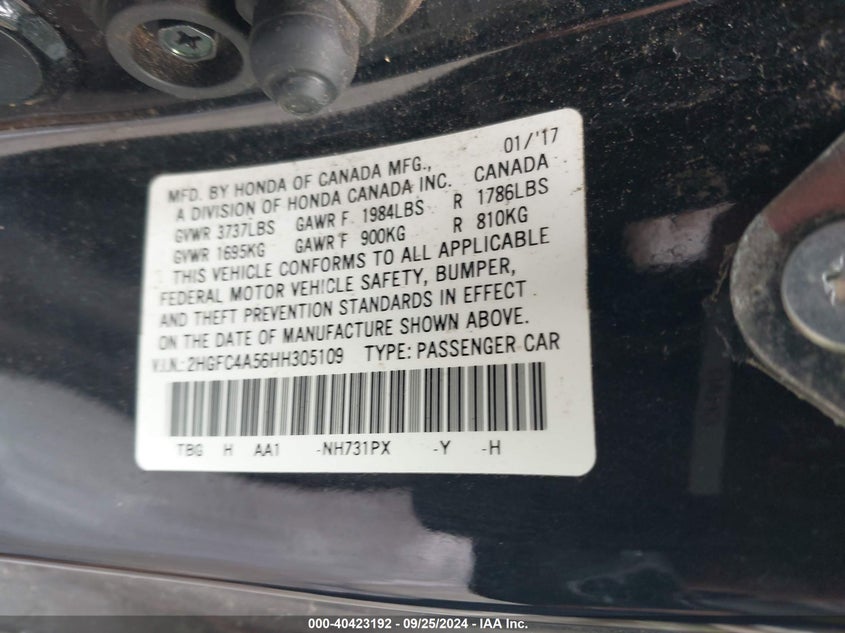 01/'17
MFD. BY HONDA OF CANADA MFG.,
A DIVISION OF HONDA CANADA INC. CANADA
GVWR 3737LBS GAWR F 1984LBS R 1786LBS
GVWR 1695KG GAWR F 900KG R 810KG
THIS VEHICLE CONFORMS TO ALL APPLICABLE
FEDERAL MOTOR VEHICLE SAFETY, BUMPER,
AND THEFT PREVENTION STANDARDS IN EFFECT
ON THE DATE OF MANUFACTURE SHOWN ABOVE.
V.I.N.: 2HGFC4A56HH305109 TYPE: PASSENGER CAR
TBG H AA1 -NH731PX -Y -H
000-40423192 - 09/25/2024 - IAA Inc.